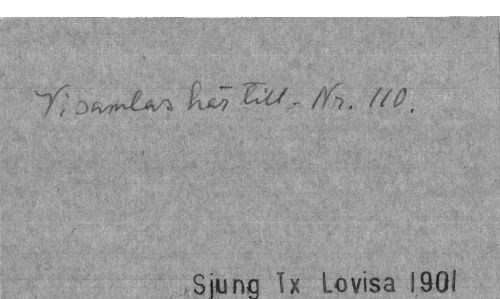 Vi samlas här till - Nr. 110.
Sjung Tx Lovisa 1901